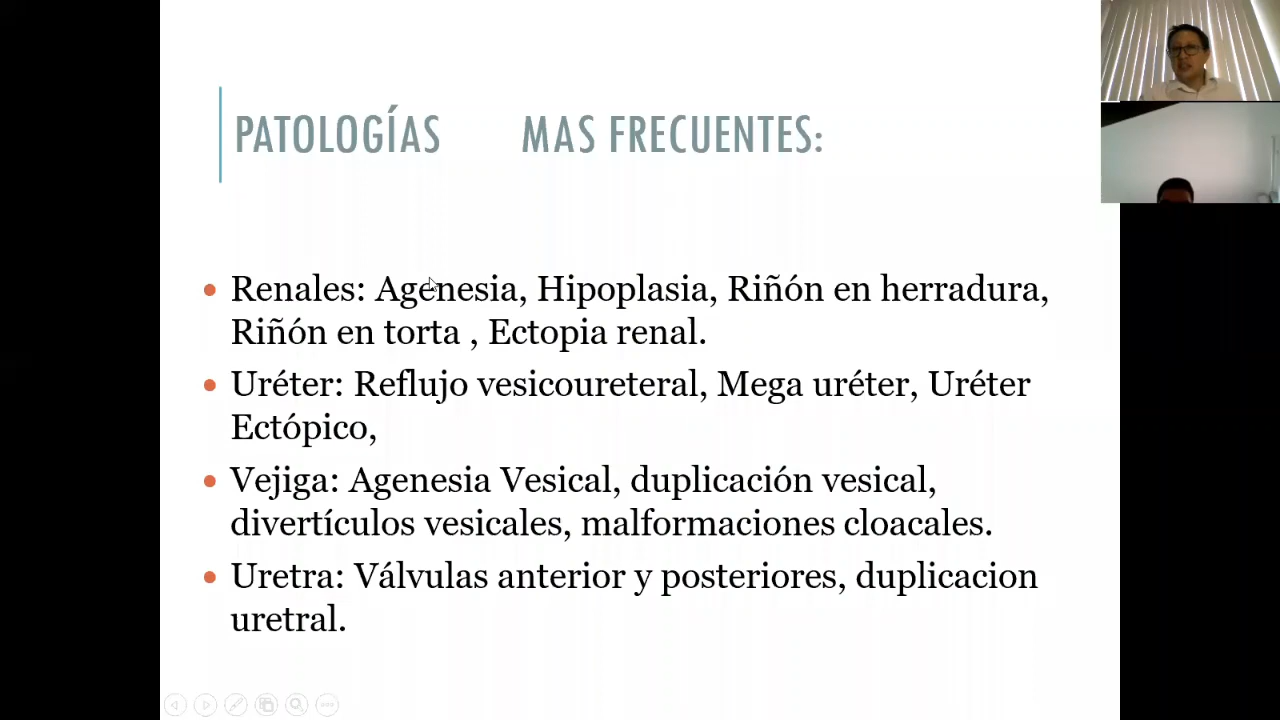 PATOLOGÍAS MAS FRECUENTES:
Renales: Agenesia, Hipoplasia, Riñón en herradura,
Riñón en torta , Ectopia renal.
Uréter: Reflujo vesicoureteral, Mega uréter, Uréter
Ectópico,
Vejiga: Agenesia Vesical, duplicación vesical,
divertículos vesicales, malformaciones cloacales.
Uretra: Válvulas anterior y posteriores, duplicacion
uretral.